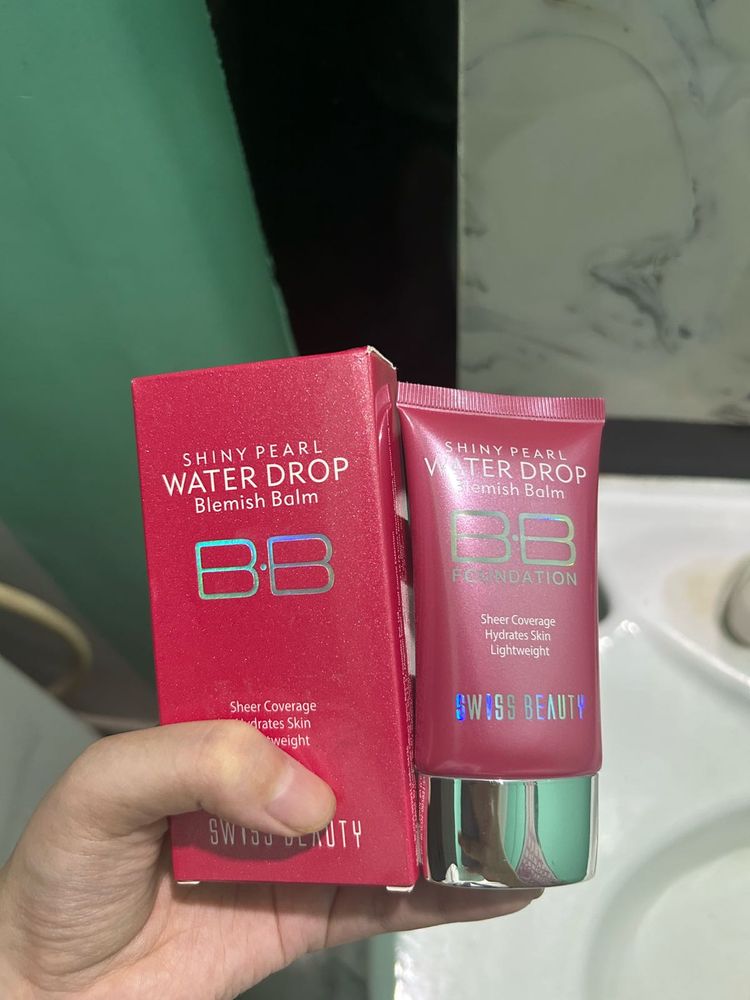 SHINY PEARL
WATER DROP
Blemish Balm
B·B
Sheer Coverage
Hydrates Skin
SWISS BEAUTY
SHINY PEARL
WATER DROP
Blemish Balm
B·B
FOUNDATION
Sheer Coverage
Hydrates Skin
Lightweight
SWISS BEAUTY